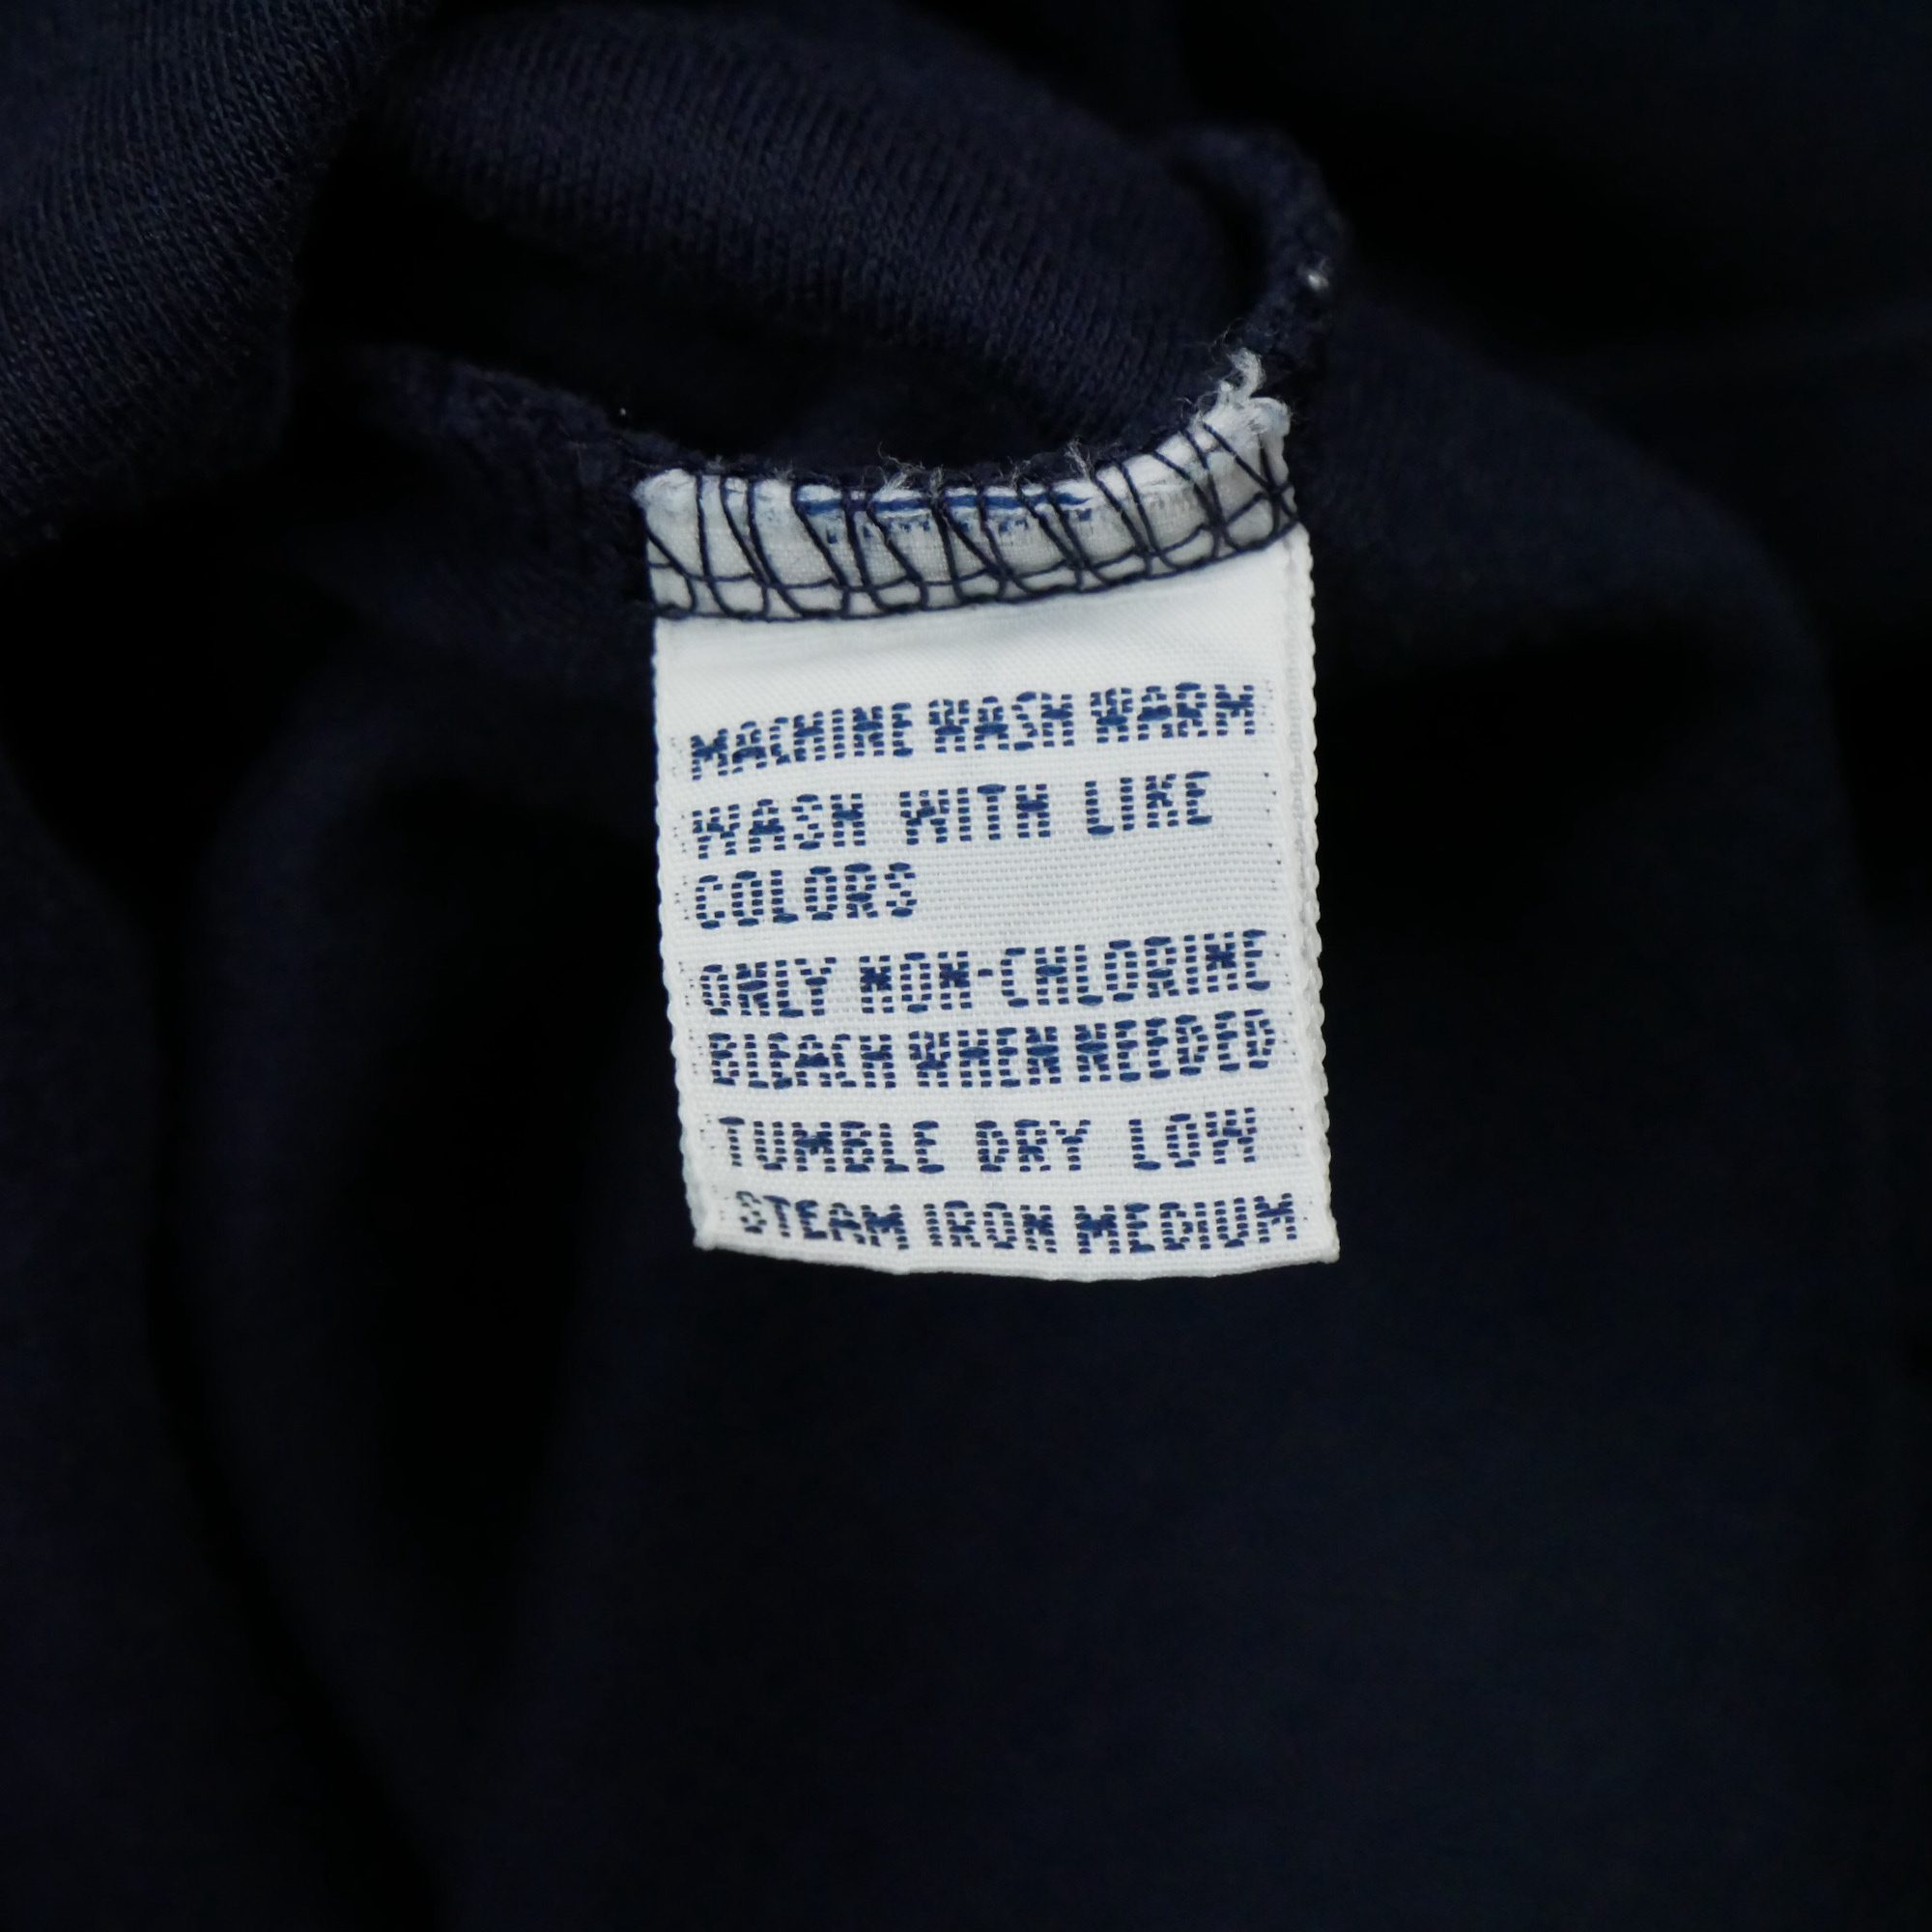 MACHINE WASH WARM
WASH WITH LIKE
COLORS
ONLY NON-CHLORINE
BLEACH WHEN NEEDED
TUMBLE DRY LOW
STEAM IRON MEDIUM